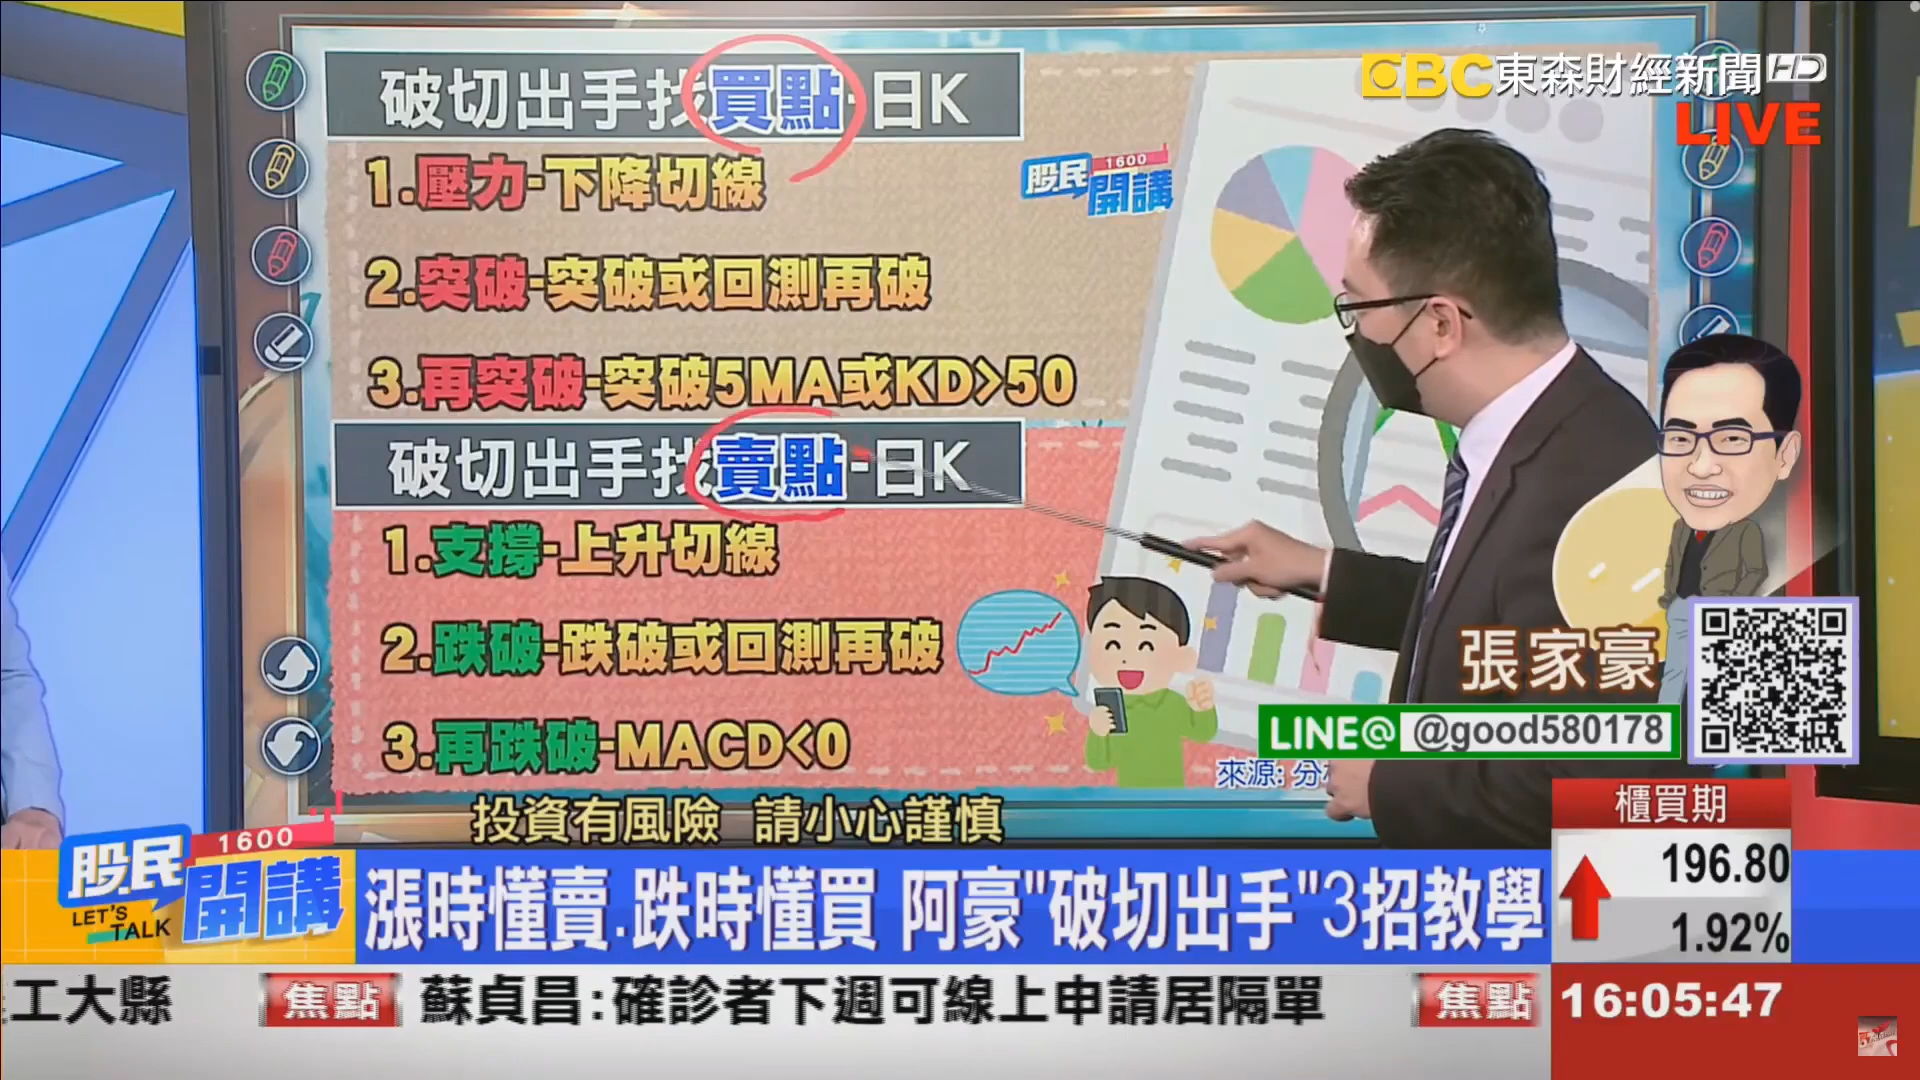 破切出手找買點-日K
1.壓力-下降切線
2.突破-突破或回測再破
3.再突破-突破5MA或KD>50
破切出手找賣點-日K
1.支撐-上升切線
2.跌破-跌破或回測再破
3.再跌破-MACD<0
股民 1600
開講
EBC 東森財經新聞 HD
LIVE
張家豪
LINE@ @good580178
來源: 分
投資有風險 請小心謹慎
櫃買期
196.80
1.92%
股民 1600
開講
LET'S
TALK
漲時懂賣.跌時懂買 阿豪"破切出手"3招教學
工大縣 焦點 蘇貞昌:確診者下週可線上申請居隔單 焦點
16:05:47